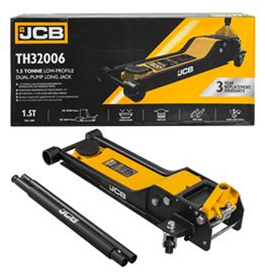 JCB
TH32006
1.5 TONNE LOW-PROFILE
DUAL-PUMP LONG JACK
3 YEAR
REPLACEMENT
WARRANTY
1.5T
JCB
JCB